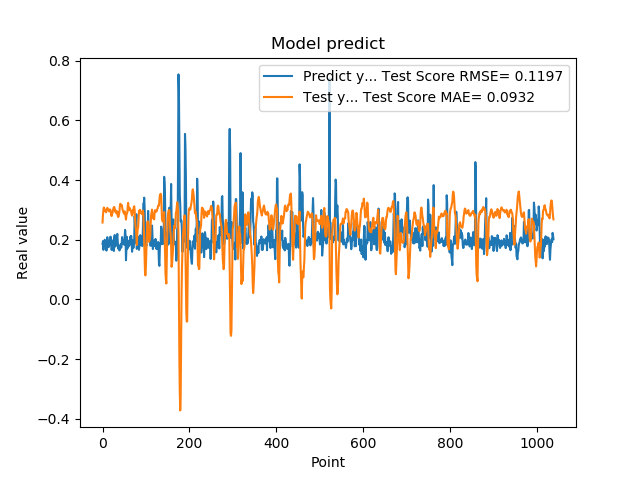 Model predict
Predict y... Test Score RMSE= 0.1197
Test y... Test Score MAE= 0.0932
Real value
0.8
0.6
0.4
0.2
0.0
−0.2
−0.4
0 200 400 600 800 1000
Point